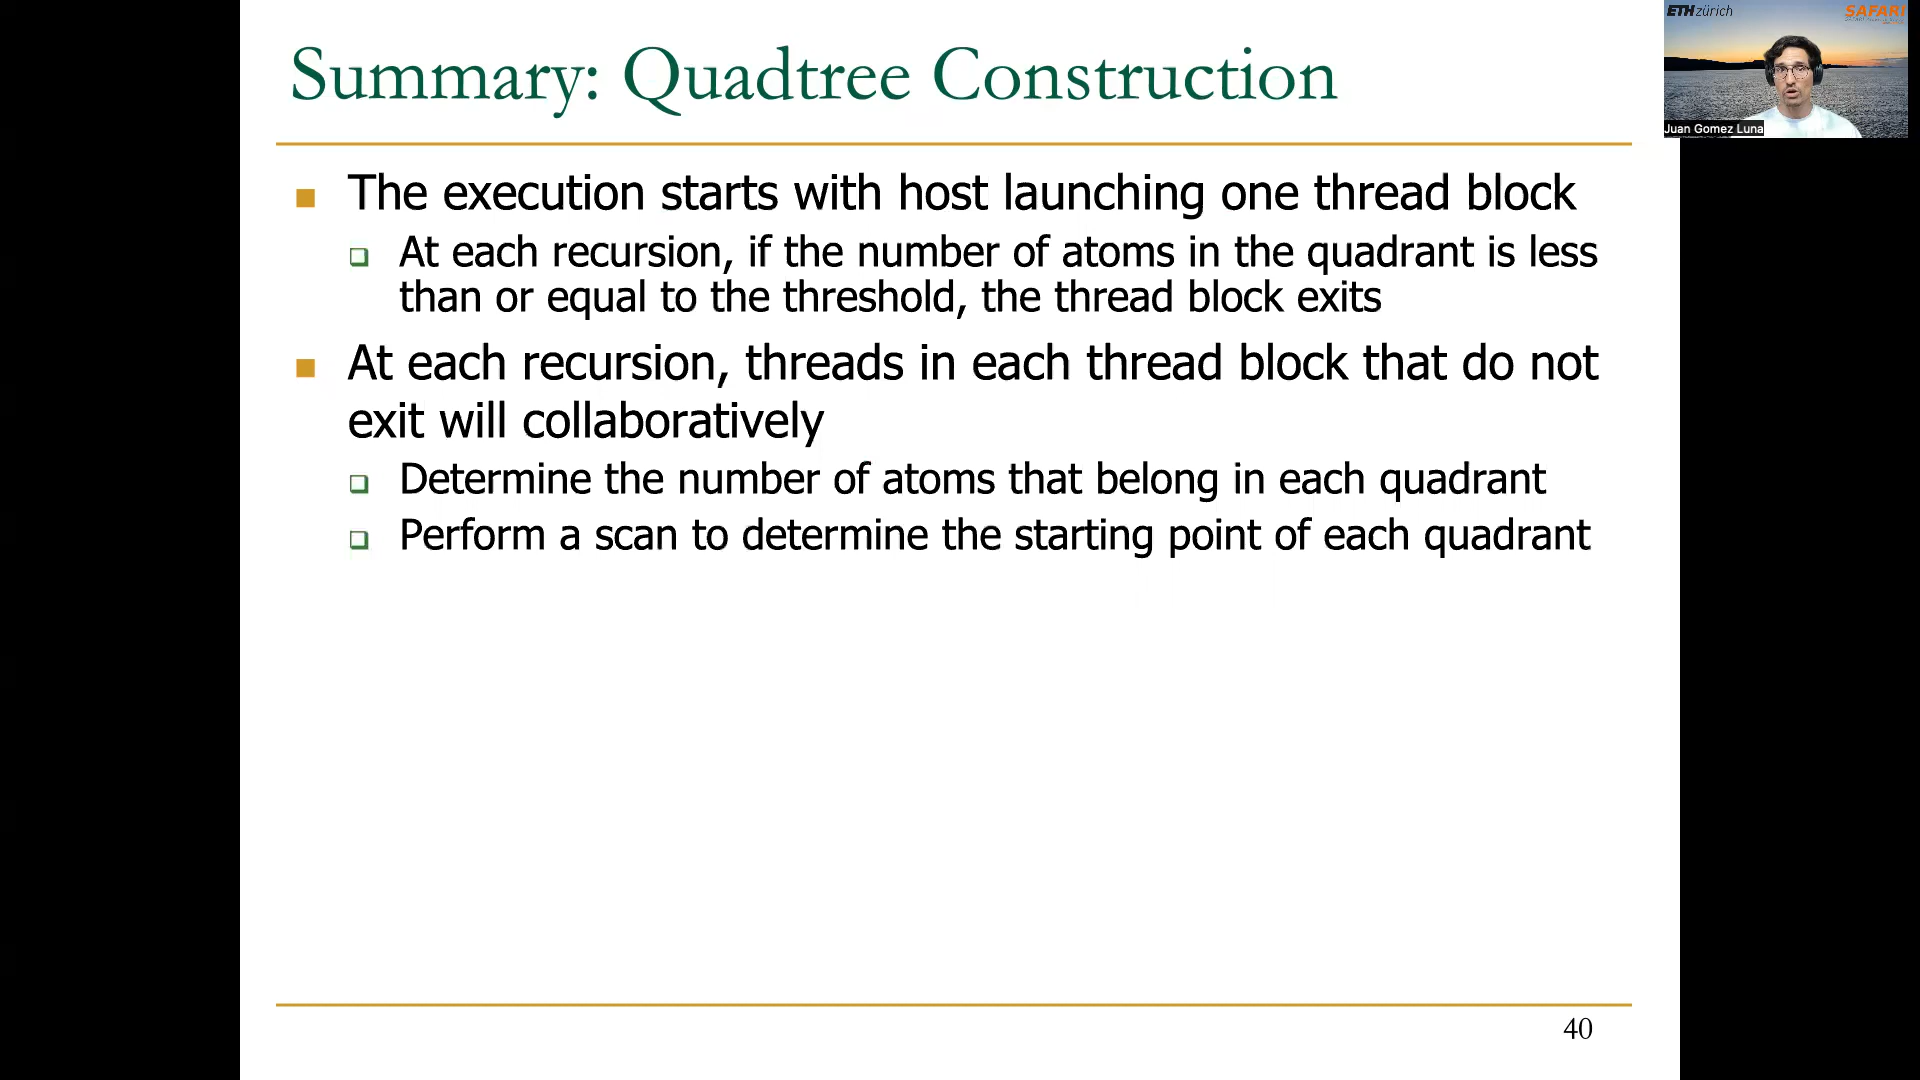 Summary: Quadtree Construction
The execution starts with host launching one thread block
At each recursion, if the number of atoms in the quadrant is less
than or equal to the threshold, the thread block exits
At each recursion, threads in each thread block that do not
exit will collaboratively
Determine the number of atoms that belong in each quadrant
Perform a scan to determine the starting point of each quadrant
40
ETH zürich
SAFARI
Juan Gomez Luna